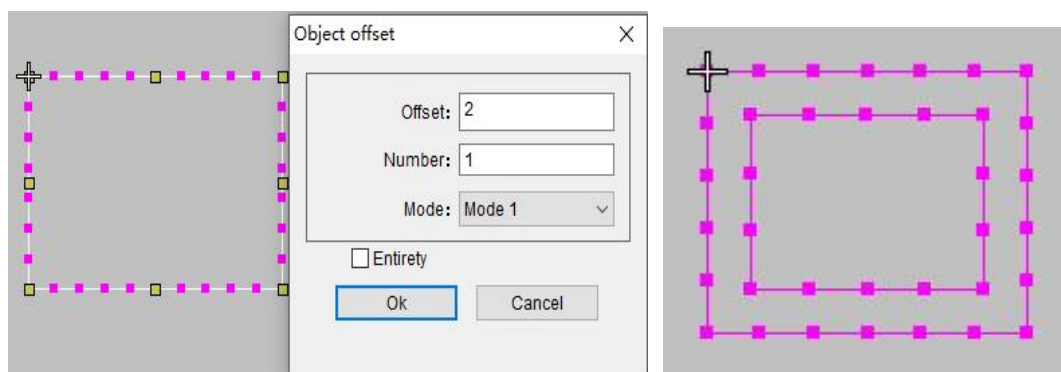 Object offset
Offset: 2
Number: 1
Mode: Mode 1
Entirety
Ok Cancel